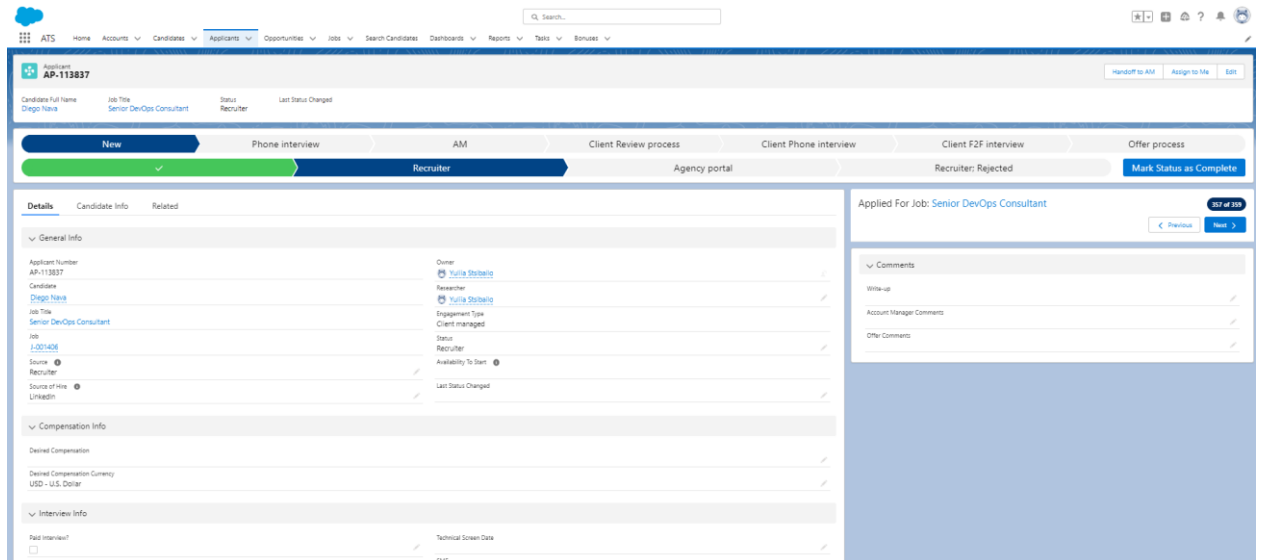 Search...
ATS Home Accounts Candidates Applicants Opportunities Jobs Search Candidates Dashboards Reports Tasks Bonuses
Applicant
AP-113837
Handoff to AM Assign to Me Edit
Candidate Full Name Job Title Status Last Status Changed
Diego Nava Senior DevOps Consultant Recruiter
New Phone interview AM Client Review process Client Phone interview Client F2F interview Offer process
Recruiter Agency portal Recruiter: Rejected Mark Status as Complete
Details Candidate Info Related
Applied For Job: Senior DevOps Consultant 357 of 359
Previous Next
General Info
Applicant Number
AP-113837
Candidate
Diego Nava
Job Title
Senior DevOps Consultant
Job
J-001406
Source
Recruiter
Source of Hire
LinkedIn
Owner
Yuliia
Researcher
Yuliia
Engagement Type
Client managed
Status
Recruiter
Availability To Start
Last Status Changed
Comments
Write-up
Account Manager Comments
Offer Comments
Compensation Info
Desired Compensation
Desired Compensation Currency
USD - U.S. Dollar
Interview Info
Paid Interview?
Technical Screen Date